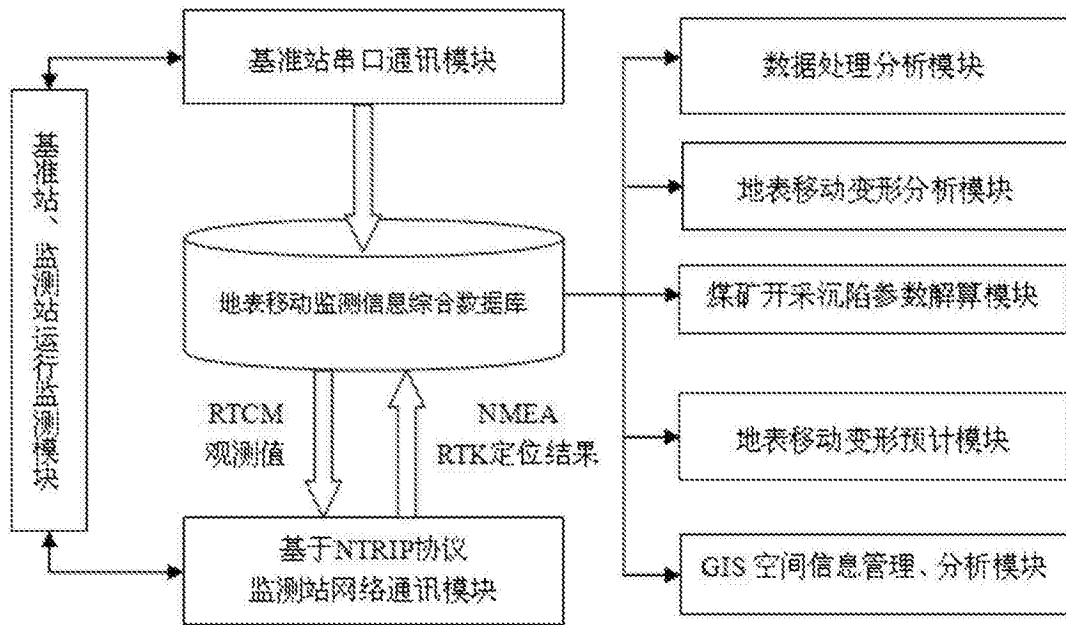 基准站串口通讯模块
基准站、监测站运行监测模块
地表移动监测信息综合数据库
RTCM
观测值
NMEA
RTK定位结果
基于NTRIP协议
监测站网络通讯模块
数据处理分析模块
地表移动变形分析模块
煤矿开采沉陷参数解算模块
地表移动变形预计模块
GIS 空间信息管理、分析模块